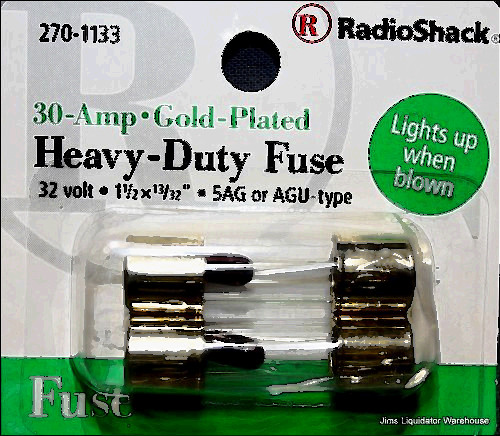 270-1133
R RadioShack®
30-Amp • Gold-Plated
Heavy-Duty Fuse
32 volt • 1½ x 13/32" • 5AG or AGU-type
Lights up
when
blown
Fuse
Jims Liquidator Warehouse